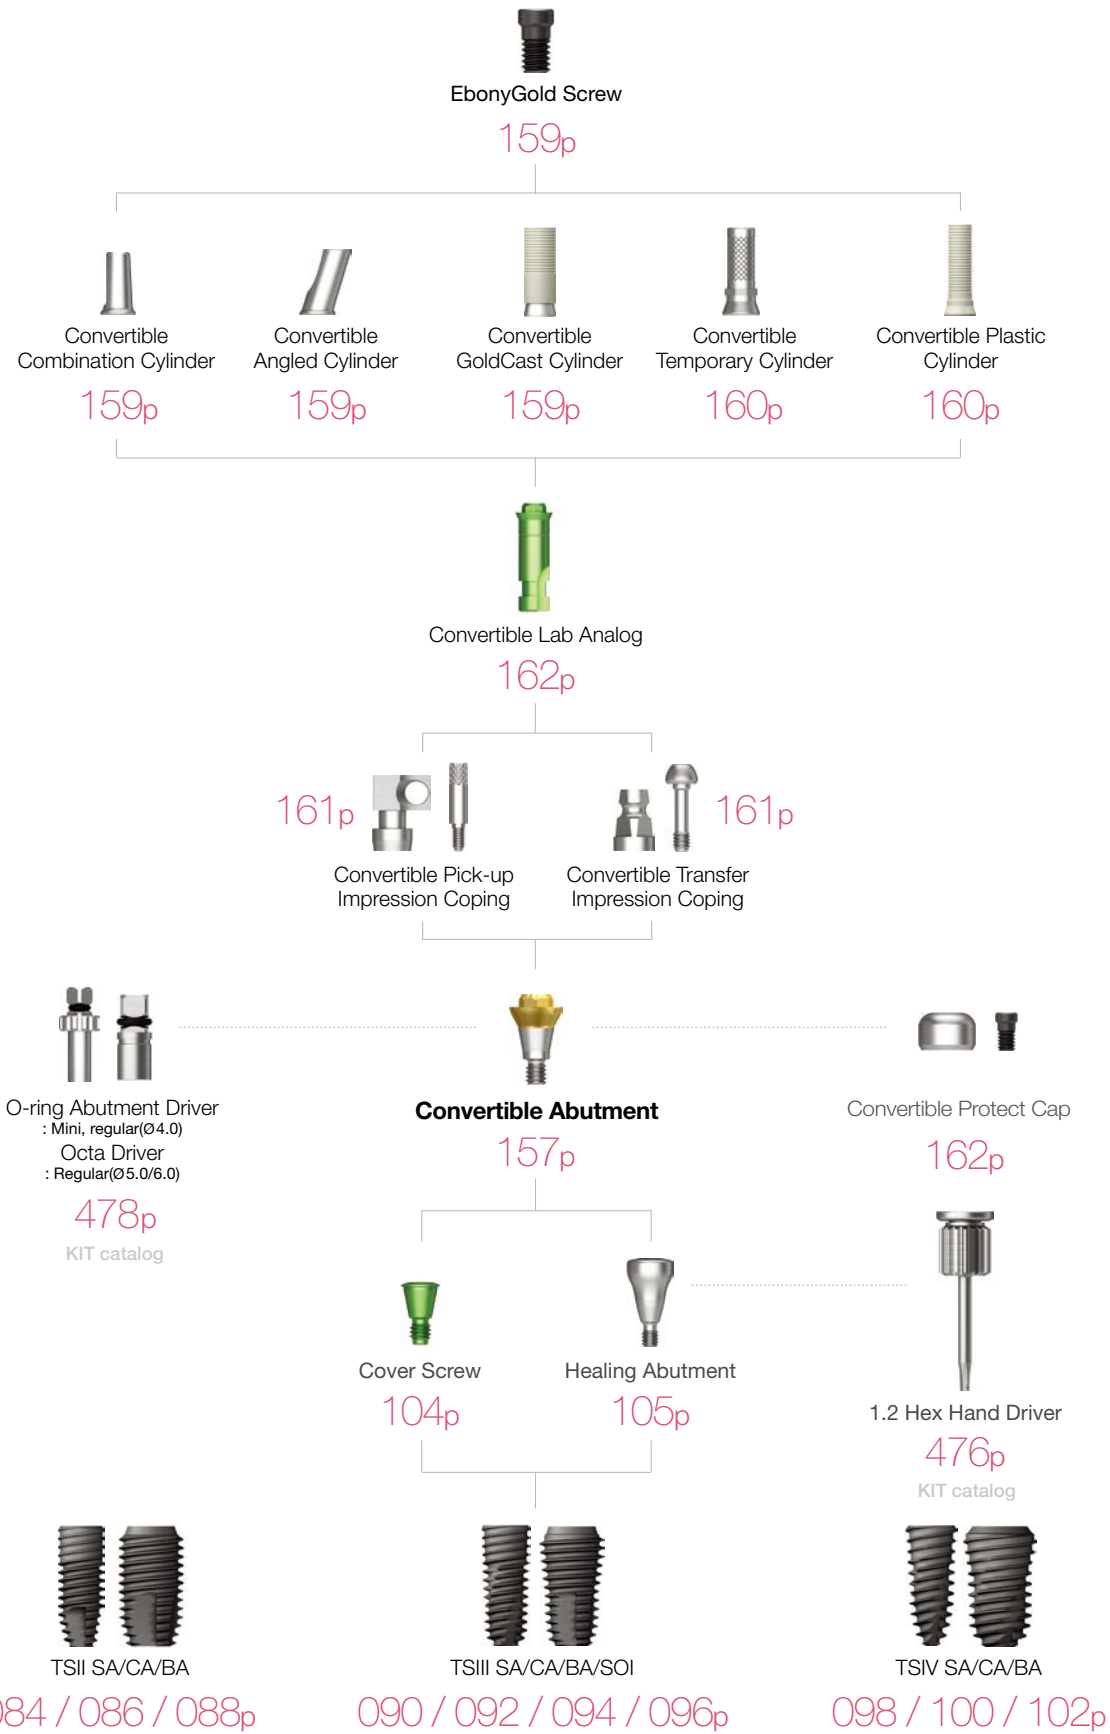 EbonyGold Screw
159p
Convertible
Combination Cylinder
159p
Convertible
Angled Cylinder
159p
Convertible
GoldCast Cylinder
159p
Convertible
Temporary Cylinder
160p
Convertible Plastic
Cylinder
160p
Convertible Lab Analog
162p
161p
Convertible Pick-up
Impression Coping
161p
Convertible Transfer
Impression Coping
O-ring Abutment Driver
: Mini, regular(Ø4.0)
Octa Driver
: Regular(Ø5.0/6.0)
478p
KIT catalog
Convertible Abutment
157p
Convertible Protect Cap
162p
Cover Screw
104p
Healing Abutment
105p
1.2 Hex Hand Driver
476p
KIT catalog
TSII SA/CA/BA
084 / 086 / 088p
TSIII SA/CA/BA/SOI
090 / 092 / 094 / 096p
TSIV SA/CA/BA
098 / 100 / 102p